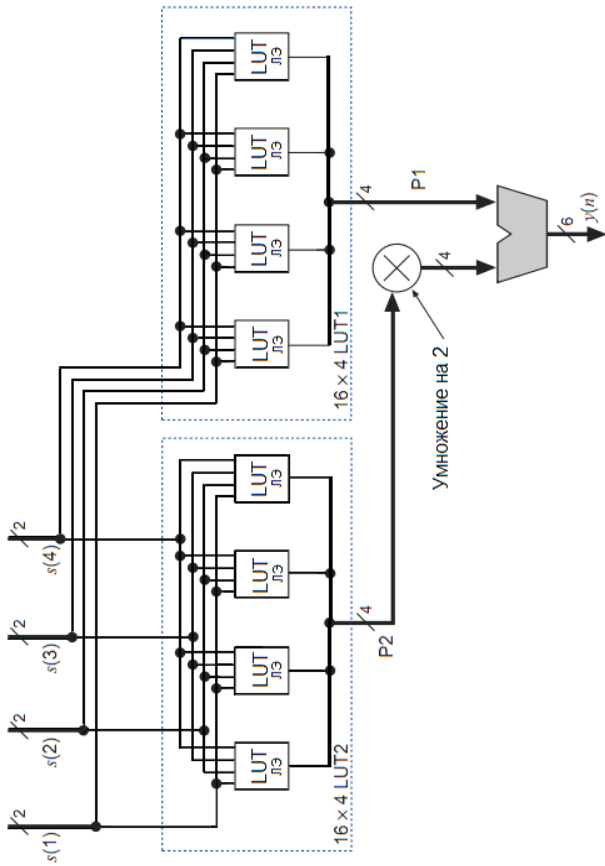 2
s(1)
2
s(2)
2
s(3)
2
s(4)
LUT
ЛЭ
LUT
ЛЭ
LUT
ЛЭ
LUT
ЛЭ
16 × 4 LUT2
LUT
ЛЭ
LUT
ЛЭ
LUT
ЛЭ
LUT
ЛЭ
16 × 4 LUT1
4
P2
4
P1
Умножение на 2
4
6
y(n)